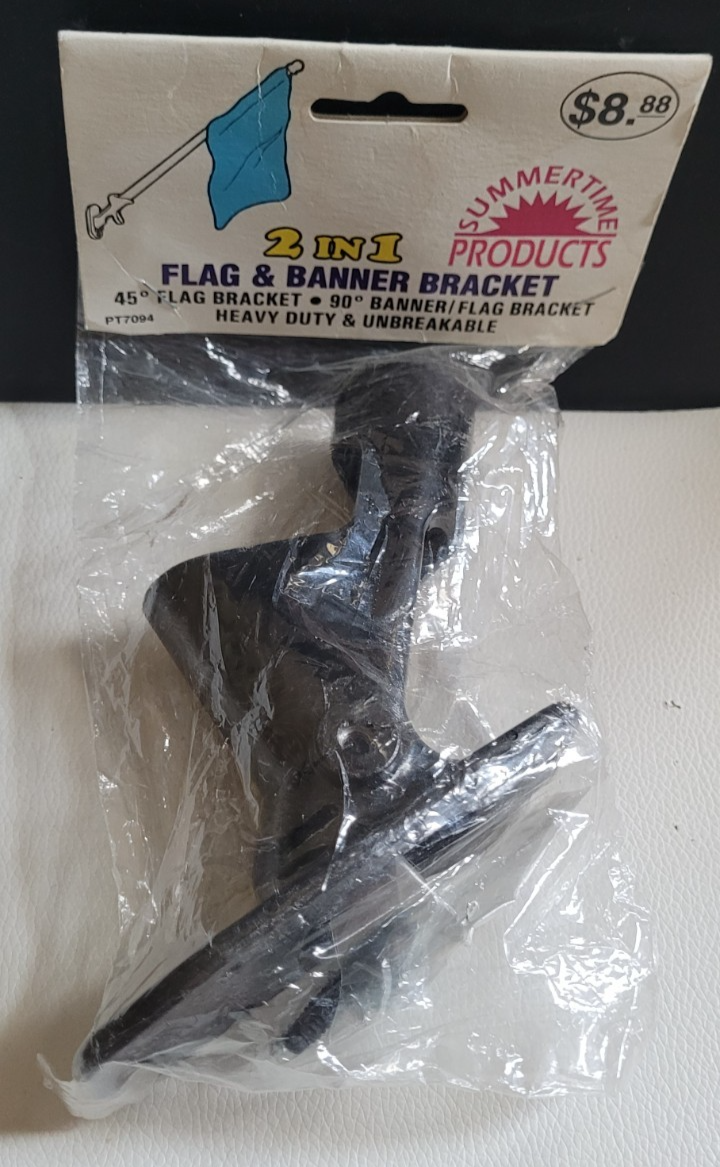 $8.88
SUMMERTIME
PRODUCTS
2 IN 1
FLAG & BANNER BRACKET
45° FLAG BRACKET • 90° BANNER/FLAG BRACKET
HEAVY DUTY & UNBREAKABLE
PT7094